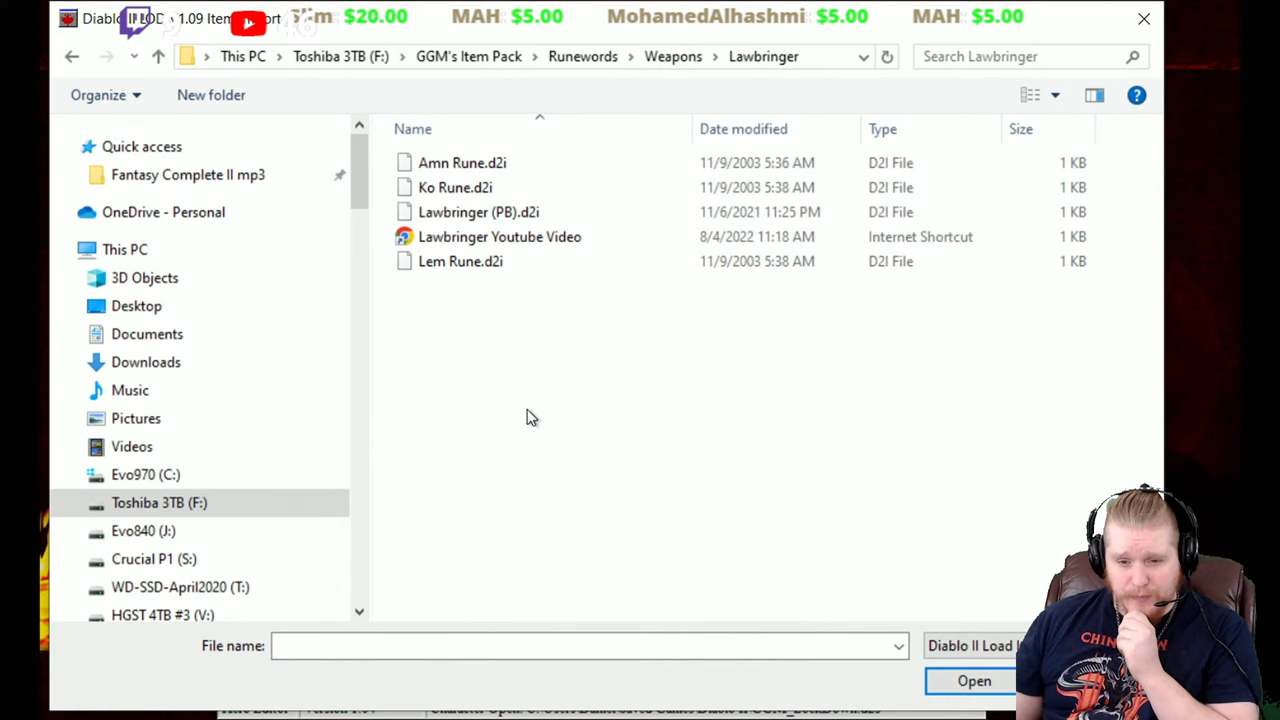 Slim $20.00 MAH $5.00 MohamedAlhashmi $5.00 MAH $5.00
This PC > Toshiba 3TB (F:) > GGM's Item Pack > Runewords > Weapons > Lawbringer
Search Lawbringer
Organize New folder
Name Date modified Type Size
Quick access
Fantasy Complete II mp3
OneDrive - Personal
This PC
3D Objects
Desktop
Documents
Downloads
Music
Pictures
Videos
Evo970 (C:)
Toshiba 3TB (F:)
Evo840 (J:)
Crucial P1 (S:)
WD-SSD-April2020 (T:)
HGST 4TB #3 (V:)
Amn Rune.d2i 11/9/2003 5:36 AM D2I File 1 KB
Ko Rune.d2i 11/9/2003 5:38 AM D2I File 1 KB
Lawbringer (PB).d2i 11/6/2021 11:25 PM D2I File 1 KB
Lawbringer Youtube Video 8/4/2022 11:18 AM Internet Shortcut 1 KB
Lem Rune.d2i 11/9/2003 5:38 AM D2I File 1 KB
File name:
Diablo II Load
Open